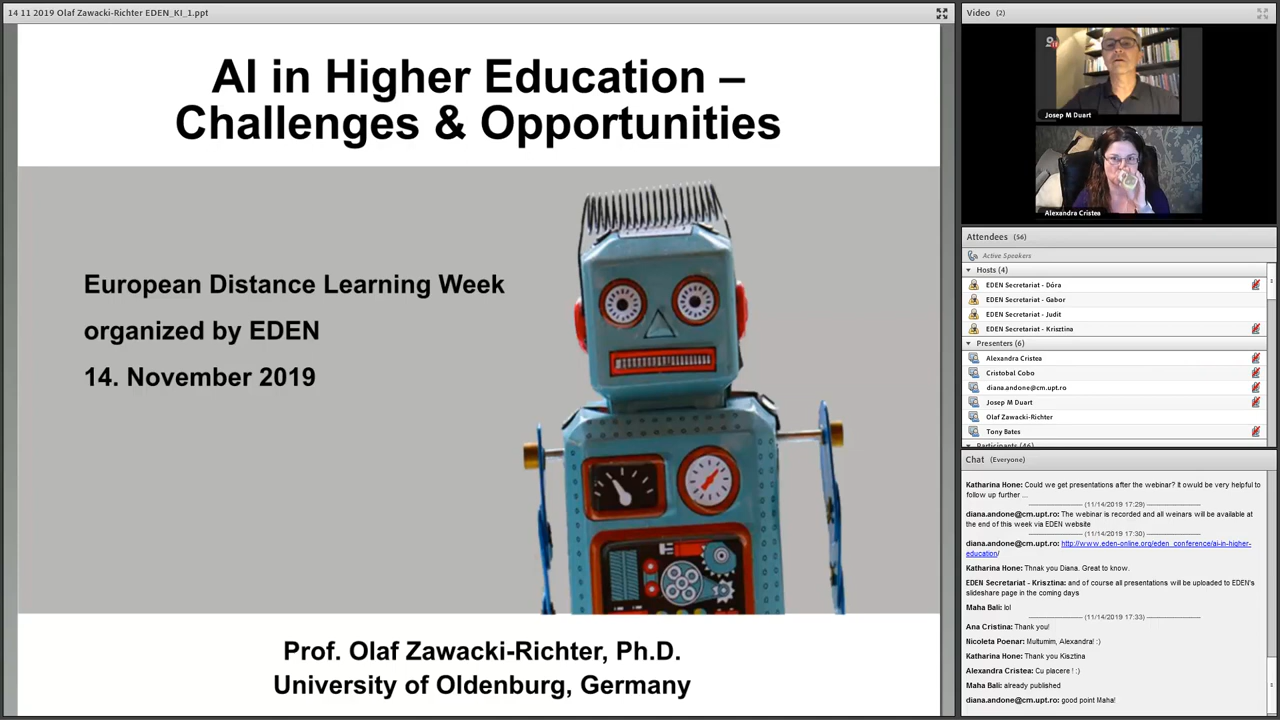 14 11 2019 Olaf Zawacki-Richter EDEN_KI_1.ppt
AI in Higher Education –
Challenges & Opportunities
European Distance Learning Week
organized by EDEN
14. November 2019
Prof. Olaf Zawacki-Richter, Ph.D.
University of Oldenburg, Germany
Video (2)
Josep M Duart
Alexandra Cristea
Attendees (56)
Active Speakers
Hosts (4)
EDEN Secretariat - Dóra
EDEN Secretariat - Gabor
EDEN Secretariat - Judit
EDEN Secretariat - Krisztina
Presenters (6)
Alexandra Cristea
Cristobal Cobo
diana.andone@cm.upt.ro
Josep M Duart
Olaf Zawacki-Richter
Tony Bates
Participants (46)
Chat (Everyone)
Katharina Hone: Could we get presentations after the webinar? It owuld be very helpful to
follow up further ...
(11/14/2019 17:29)
diana.andone@cm.upt.ro: The webinar is recorded and all weinars will be available at
the end of this week via EDEN website
(11/14/2019 17:30)
diana.andone@cm.upt.ro: http://www.eden-online.org/eden_conference/ai-in-higher-
education/
Katharina Hone: Thnak you Diana. Great to know.
EDEN Secretariat - Krisztina: and of course all presentations will be uploaded to EDEN's
slideshare page in the coming days
Maha Bali: lol
(11/14/2019 17:33)
Ana Cristina: Thank you!
Nicoleta Poenar: Multumim, Alexandra! :)
Katharina Hone: Thank you Kisztina
Alexandra Cristea: Cu placere ! :)
Maha Bali: already published
diana.andone@cm.upt.ro: good point Maha!